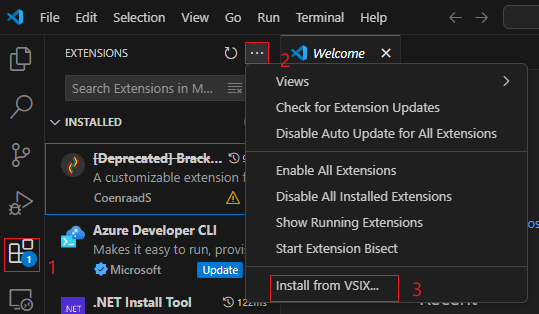 File Edit Selection View Go Run Terminal Help
EXTENSIONS
2
Welcome
Search Extensions in M...
Views
Check for Extension Updates
Disable Auto Update for All Extensions
INSTALLED
[Deprecated] Brack...
A customizable extension f
CoenraadS
Enable All Extensions
Disable All Installed Extensions
Show Running Extensions
Start Extension Bisect
Azure Developer CLI
Makes it easy to run, provis
Microsoft
Update
1
1
Install from VSIX...
3
.NET Install Tool
122ms